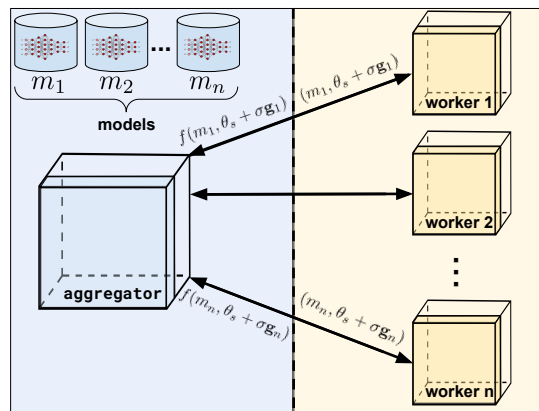 m₁ m₂ ... mₙ
models
f(m₁, θₛ + σg₁) (m₁, θₛ + σg₁)
worker 1
worker 2
aggregator
f(mₙ, θₛ + σgₙ) (mₙ, θₛ + σgₙ)
worker n